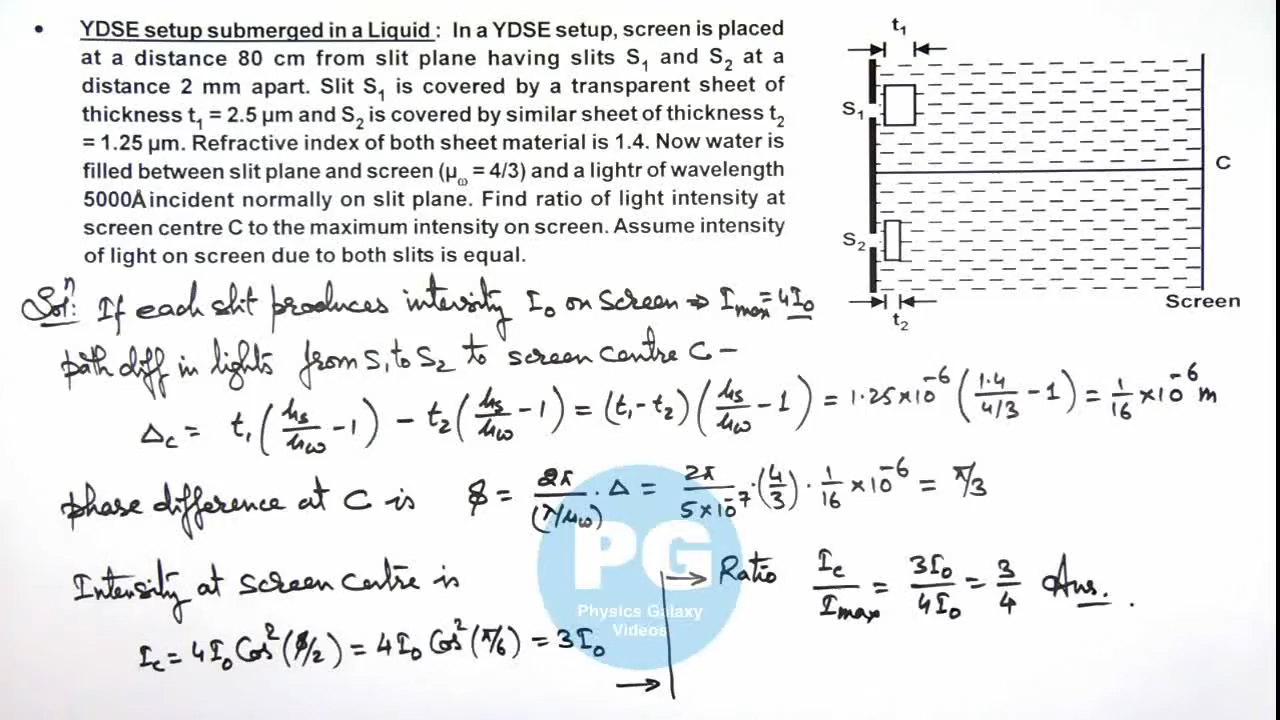 • YDSE setup submerged in a Liquid : In a YDSE setup, screen is placed
at a distance 80 cm from slit plane having slits S₁ and S₂ at a
distance 2 mm apart. Slit S₁ is covered by a transparent sheet of
thickness t₁ = 2.5 μm and S₂ is covered by similar sheet of thickness t₂
= 1.25 μm. Refractive index of both sheet material is 1.4. Now water is
filled between slit plane and screen (μω = 4/3) and a lightr of wavelength
5000Å incident normally on slit plane. Find ratio of light intensity at
screen centre C to the maximum intensity on screen. Assume intensity
of light on screen due to both slits is equal.
t₁
S₁
C
S₂
Screen
t₂
Solⁿ: If each slit produces intensity I₀ on screen ⇒ I_max = 4I₀
path diff in lights from S₁ to S₂ to screen centre C –
Δc = t₁(μs/μω - 1) - t₂(μs/μω - 1) = (t₁ - t₂)(μs/μω - 1) = 1.25×10⁻⁶(1.4/4/3 - 1) = 1/16 ×10⁻⁶ m
phase difference at C is φ = 2π/(λ/μω) . Δ = 2π/5×10⁻⁷ . (4/3) . 1/16 ×10⁻⁶ = π/3
Intensity at screen centre is
Ic = 4I₀ Cos²(φ/2) = 4I₀ Cos²(π/6) = 3I₀
→ Ratio Ic/I_max = 3I₀/4I₀ = 3/4 Ans.
PG
Physics Galaxy
Videos